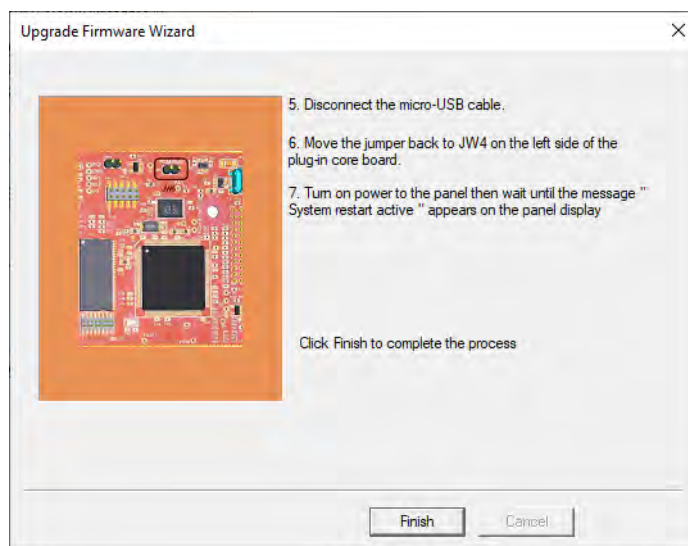 Upgrade Firmware Wizard
5. Disconnect the micro-USB cable.
6. Move the jumper back to JW4 on the left side of the
plug-in core board.
7. Turn on power to the panel then wait until the message "
System restart active " appears on the panel display
Click Finish to complete the process
Finish
Cancel